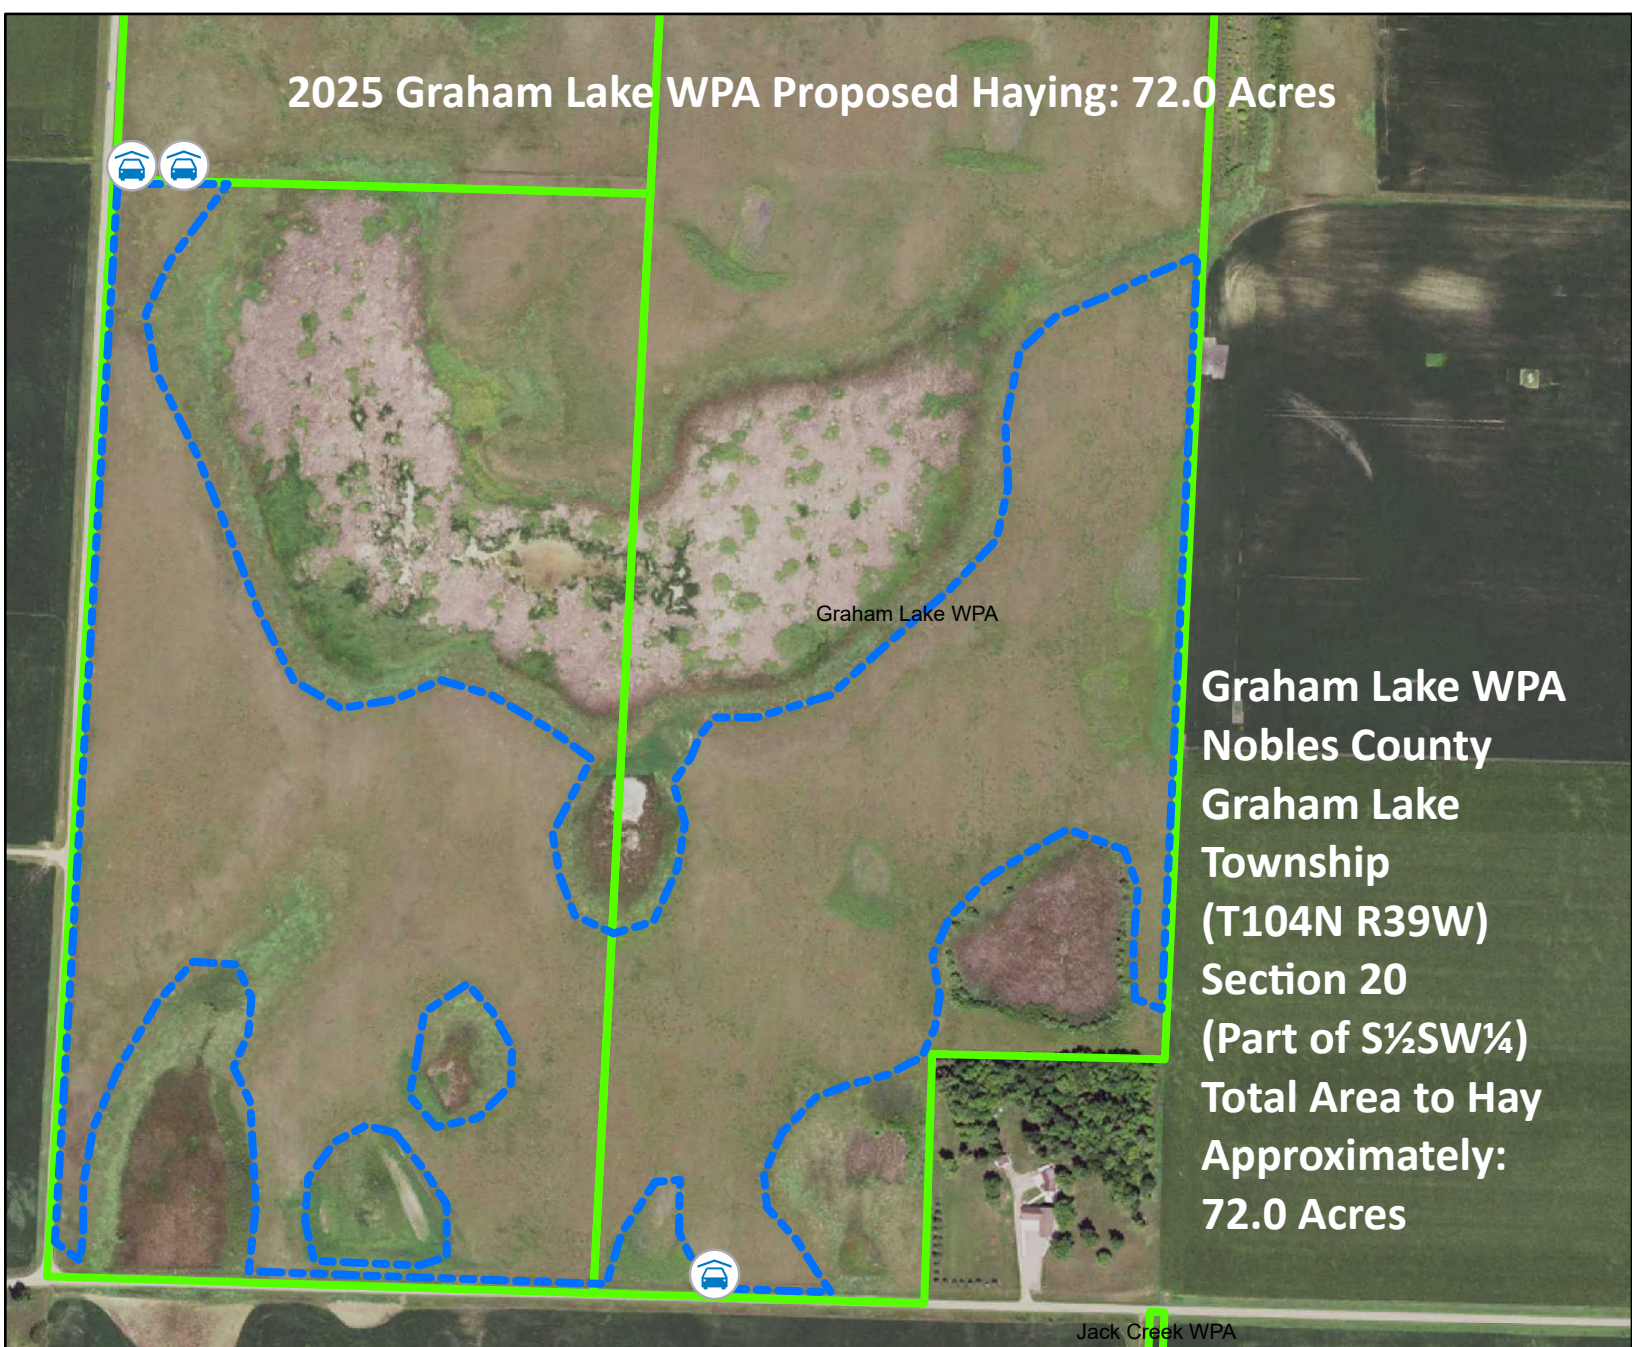 2025 Graham Lake WPA Proposed Haying: 72.0 Acres
Graham Lake WPA
Graham Lake WPA
Nobles County
Graham Lake
Township
(T104N R39W)
Section 20
(Part of S½SW¼)
Total Area to Hay
Approximately:
72.0 Acres
Jack Creek WPA